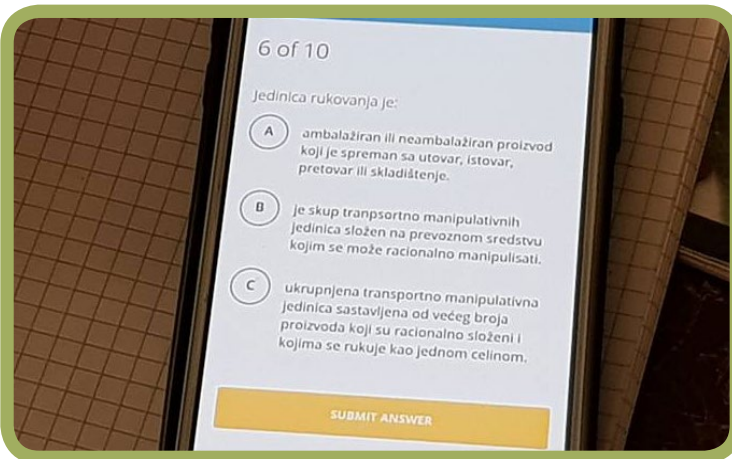 6 of 10
Jedinica rukovanja je:
A
ambalažiran ili neambalažiran proizvod
koji je spreman sa utovar, istovar,
pretovar ili skladištenje.
B
je skup tranpsortno manipulativnih
jedinica složen na prevoznom sredstvu
kojim se može racionalno manipulisati.
C
ukrupnjena transportno manipulativna
jedinica sastavljena od većeg broja
proizvoda koji su racionalno složeni i
kojima se rukuje kao jednom celinom.
SUBMIT ANSWER